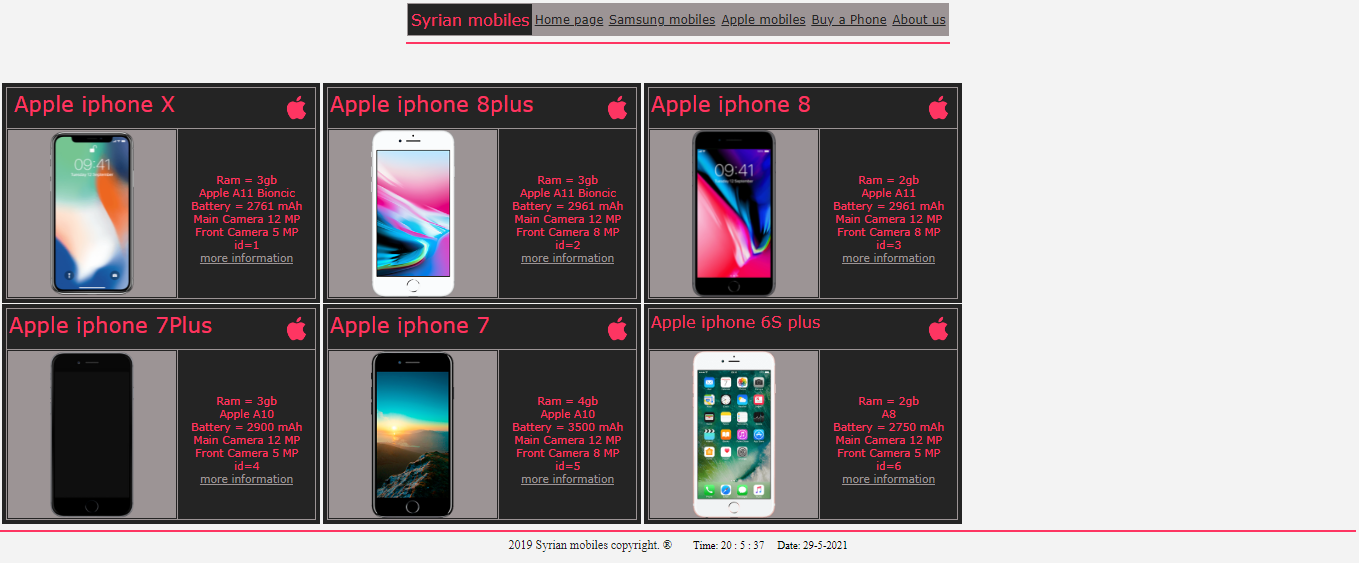 Syrian mobiles Home page Samsung mobiles Apple mobiles Buy a Phone About us
Apple iphone X
09:41
Ram = 3gb
Apple A11 Bioncic
Battery = 2761 mAh
Main Camera 12 MP
Front Camera 5 MP
id=1
more information
Apple iphone 8plus
Ram = 3gb
Apple A11 Bioncic
Battery = 2961 mAh
Main Camera 12 MP
Front Camera 8 MP
id=2
more information
Apple iphone 8
09:41
Ram = 2gb
Apple A11
Battery = 2961 mAh
Main Camera 12 MP
Front Camera 8 MP
id=3
more information
Apple iphone 7Plus
Ram = 3gb
Apple A10
Battery = 2900 mAh
Main Camera 12 MP
Front Camera 5 MP
id=4
more information
Apple iphone 7
Ram = 4gb
Apple A10
Battery = 3500 mAh
Main Camera 12 MP
Front Camera 8 MP
id=5
more information
Apple iphone 6S plus
Ram = 2gb
A8
Battery = 2750 mAh
Main Camera 12 MP
Front Camera 5 MP
id=6
more information
2019 Syrian mobiles copyright. ® Time: 20 : 5 : 37 Date: 29-5-2021